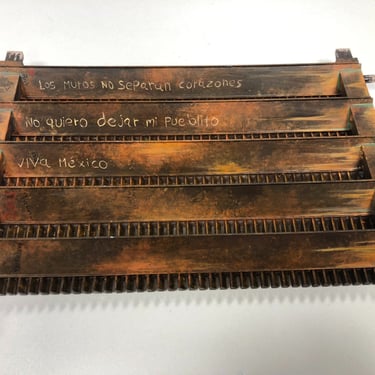 Los muros no separan corazones
No quiero dejar mi pueblito
Viva México